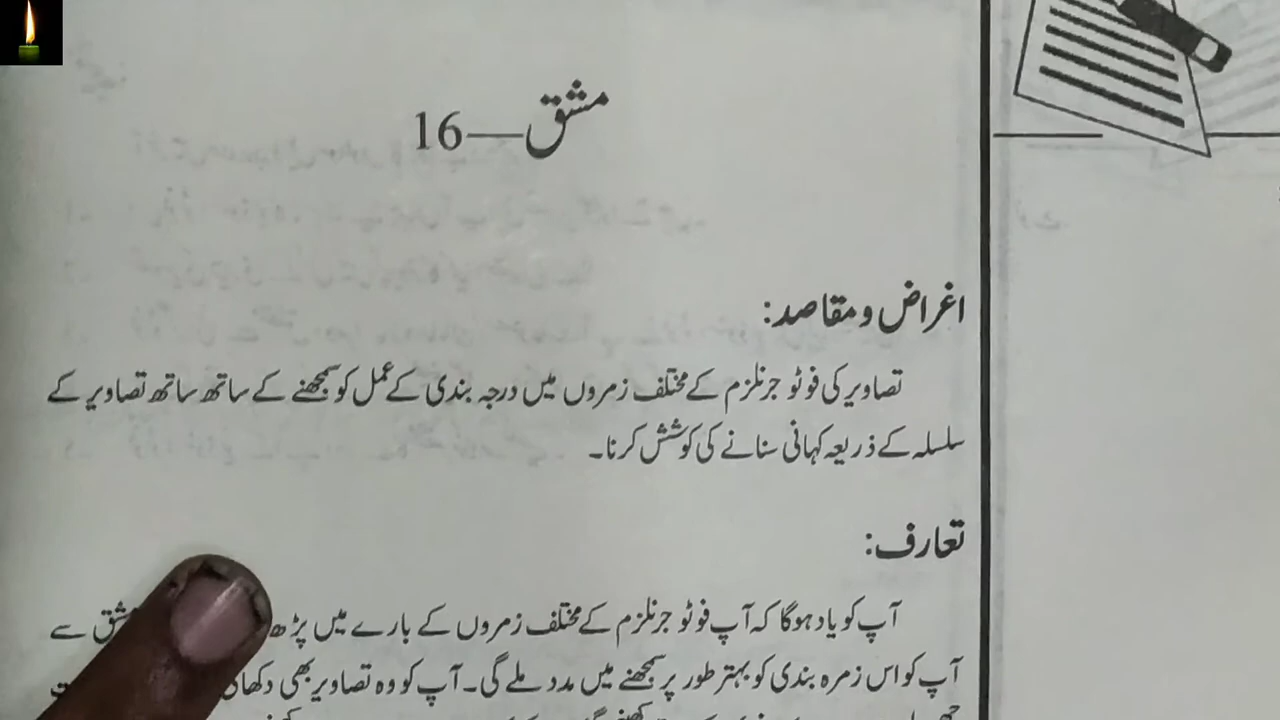 مشق—16
اغراض و مقاصد:
تصاویر کی فوٹو جرنلزم کے مختلف زمروں میں درجہ بندی کے عمل کو سمجھنے کے ساتھ ساتھ تصاویر کے
سلسلہ کے ذریعہ کہانی سنانے کی کوشش کرنا۔
تعارف:
آپ کو یاد ہوگا کہ آپ فوٹو جرنلزم کے مختلف زمروں کے بارے میں پڑھ مشق سے
آپ کو اس زمرہ بندی کو بہتر طور پر سمجھنے میں مدد ملے گی۔ آپ کو وہ تصاویر بھی